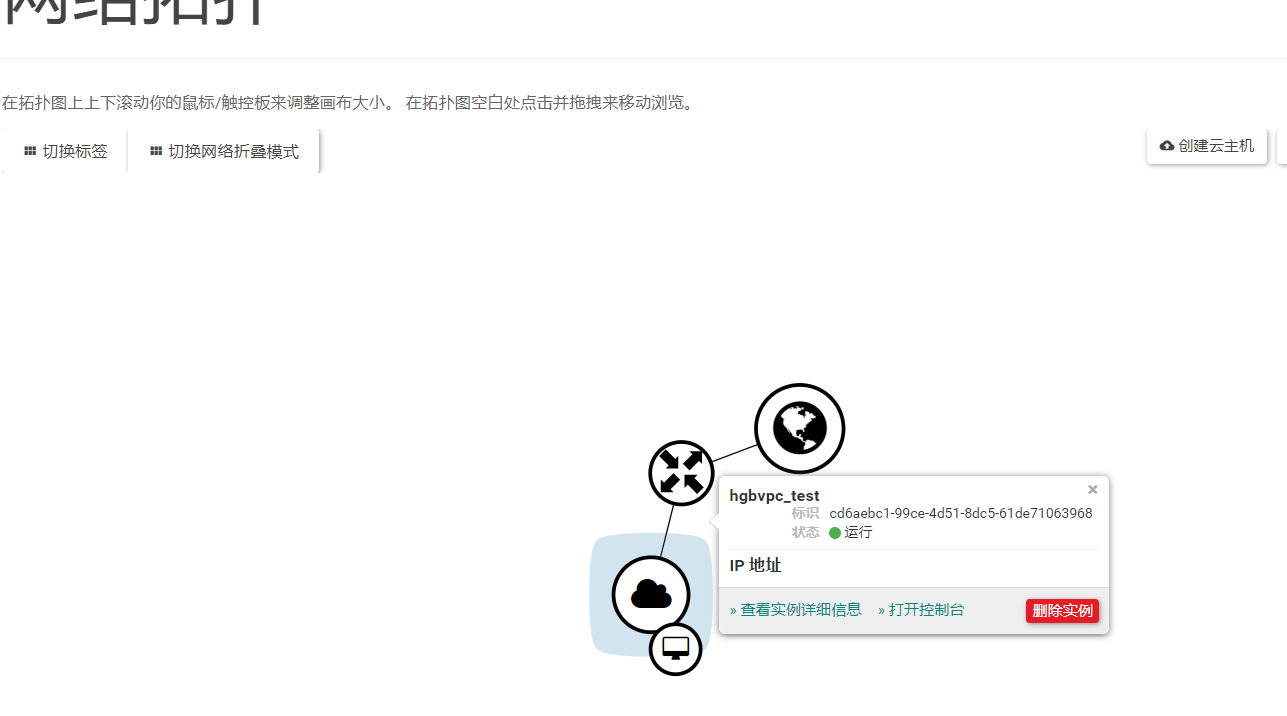 网络拓扑
在拓扑图上上下滚动你的鼠标/触控板来调整画布大小。 在拓扑图空白处点击并拖拽来移动浏览。
切换标签 切换网络折叠模式 创建云主机
hgbvpc_test ×
标识 cd6aebc1-99ce-4d51-8dc5-61de71063968
状态 运行
IP 地址
» 查看实例详细信息 » 打开控制台 删除实例